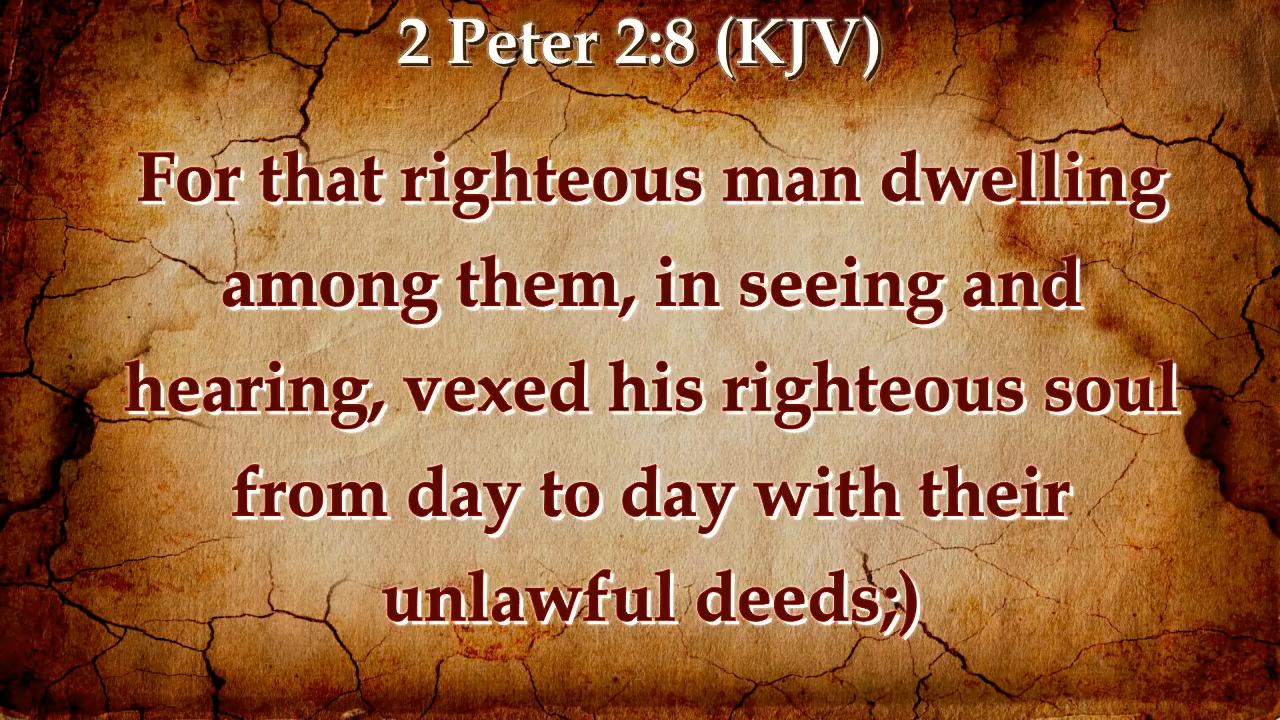 2 Peter 2:8 (KJV)
For that righteous man dwelling
among them, in seeing and
hearing, vexed his righteous soul
from day to day with their
unlawful deeds;)